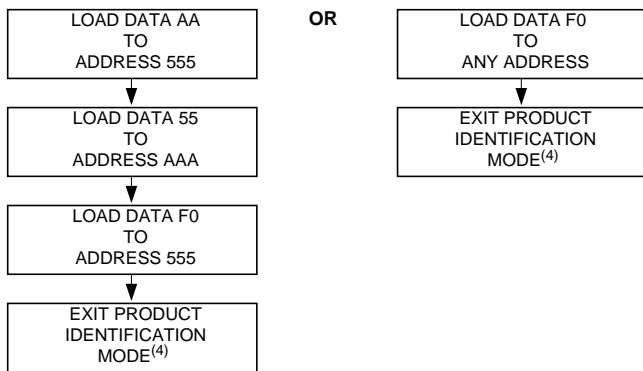 LOAD DATA AA
TO
ADDRESS 555
LOAD DATA 55
TO
ADDRESS AAA
LOAD DATA F0
TO
ADDRESS 555
EXIT PRODUCT
IDENTIFICATION
MODE(4)
OR
LOAD DATA F0
TO
ANY ADDRESS
EXIT PRODUCT
IDENTIFICATION
MODE(4)